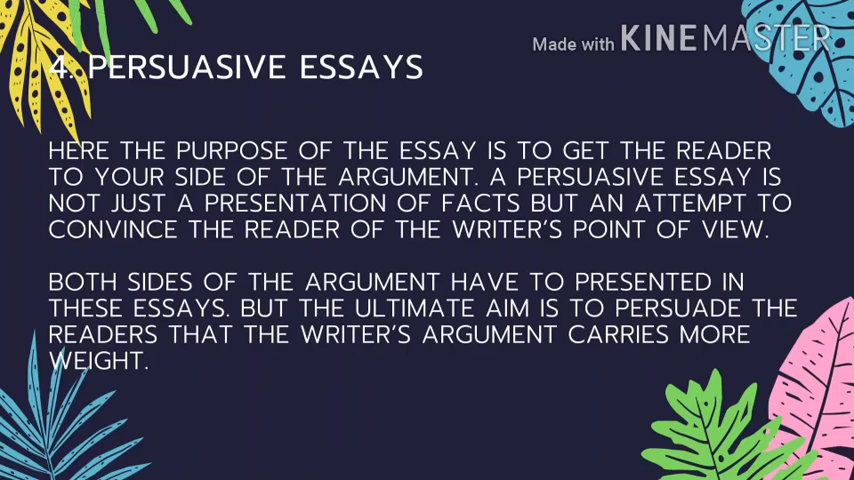 Made with KINEMASTER
4. PERSUASIVE ESSAYS
HERE THE PURPOSE OF THE ESSAY IS TO GET THE READER
TO YOUR SIDE OF THE ARGUMENT. A PERSUASIVE ESSAY IS
NOT JUST A PRESENTATION OF FACTS BUT AN ATTEMPT TO
CONVINCE THE READER OF THE WRITER'S POINT OF VIEW.
BOTH SIDES OF THE ARGUMENT HAVE TO PRESENTED IN
THESE ESSAYS. BUT THE ULTIMATE AIM IS TO PERSUADE THE
READERS THAT THE WRITER'S ARGUMENT CARRIES MORE
WEIGHT.